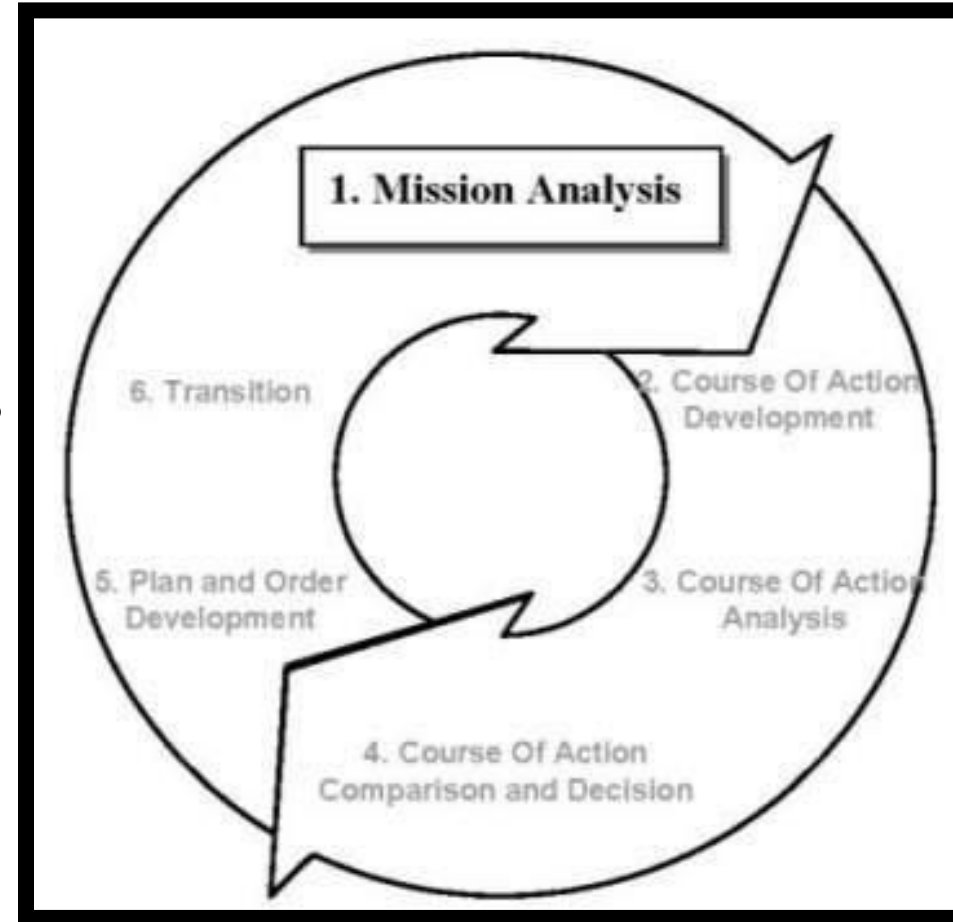 1. Mission Analysis
2. Course Of Action
Development
3. Course Of Action
Analysis
4. Course Of Action
Comparison and Decision
5. Plan and Order
Development
6. Transition